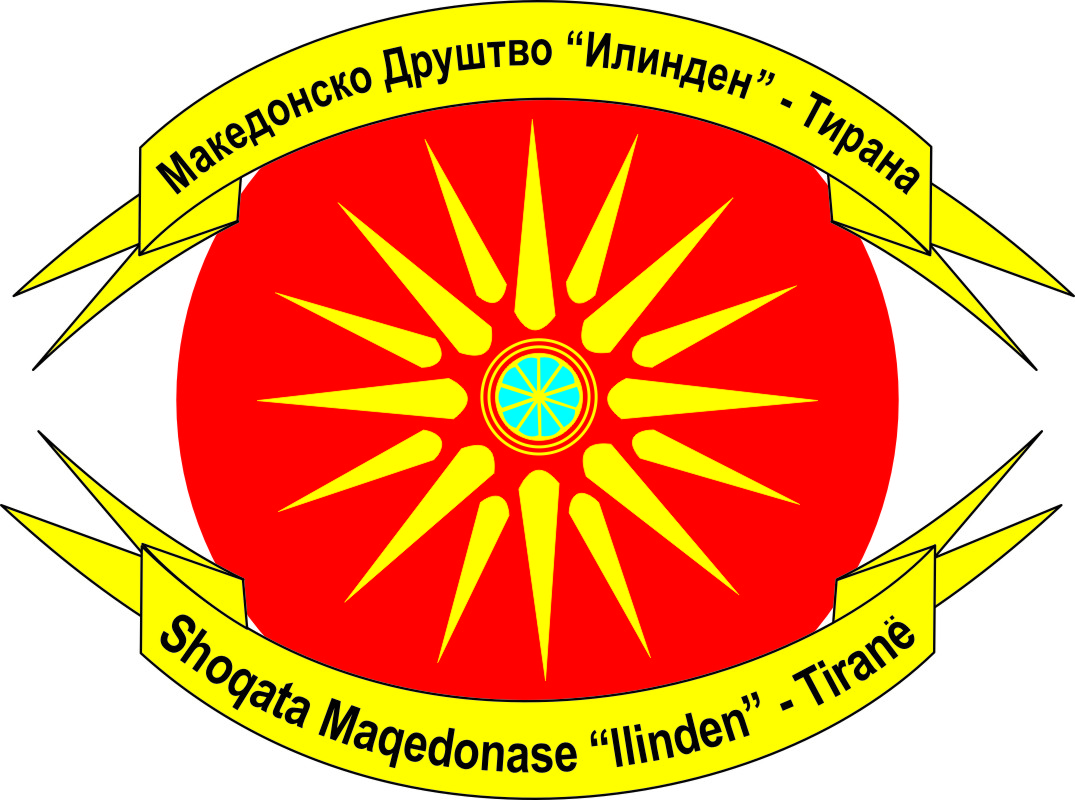 Македонско Друштво “Илинден” - Тирана
Shoqata Maqedonase “Ilinden” - Tiranë